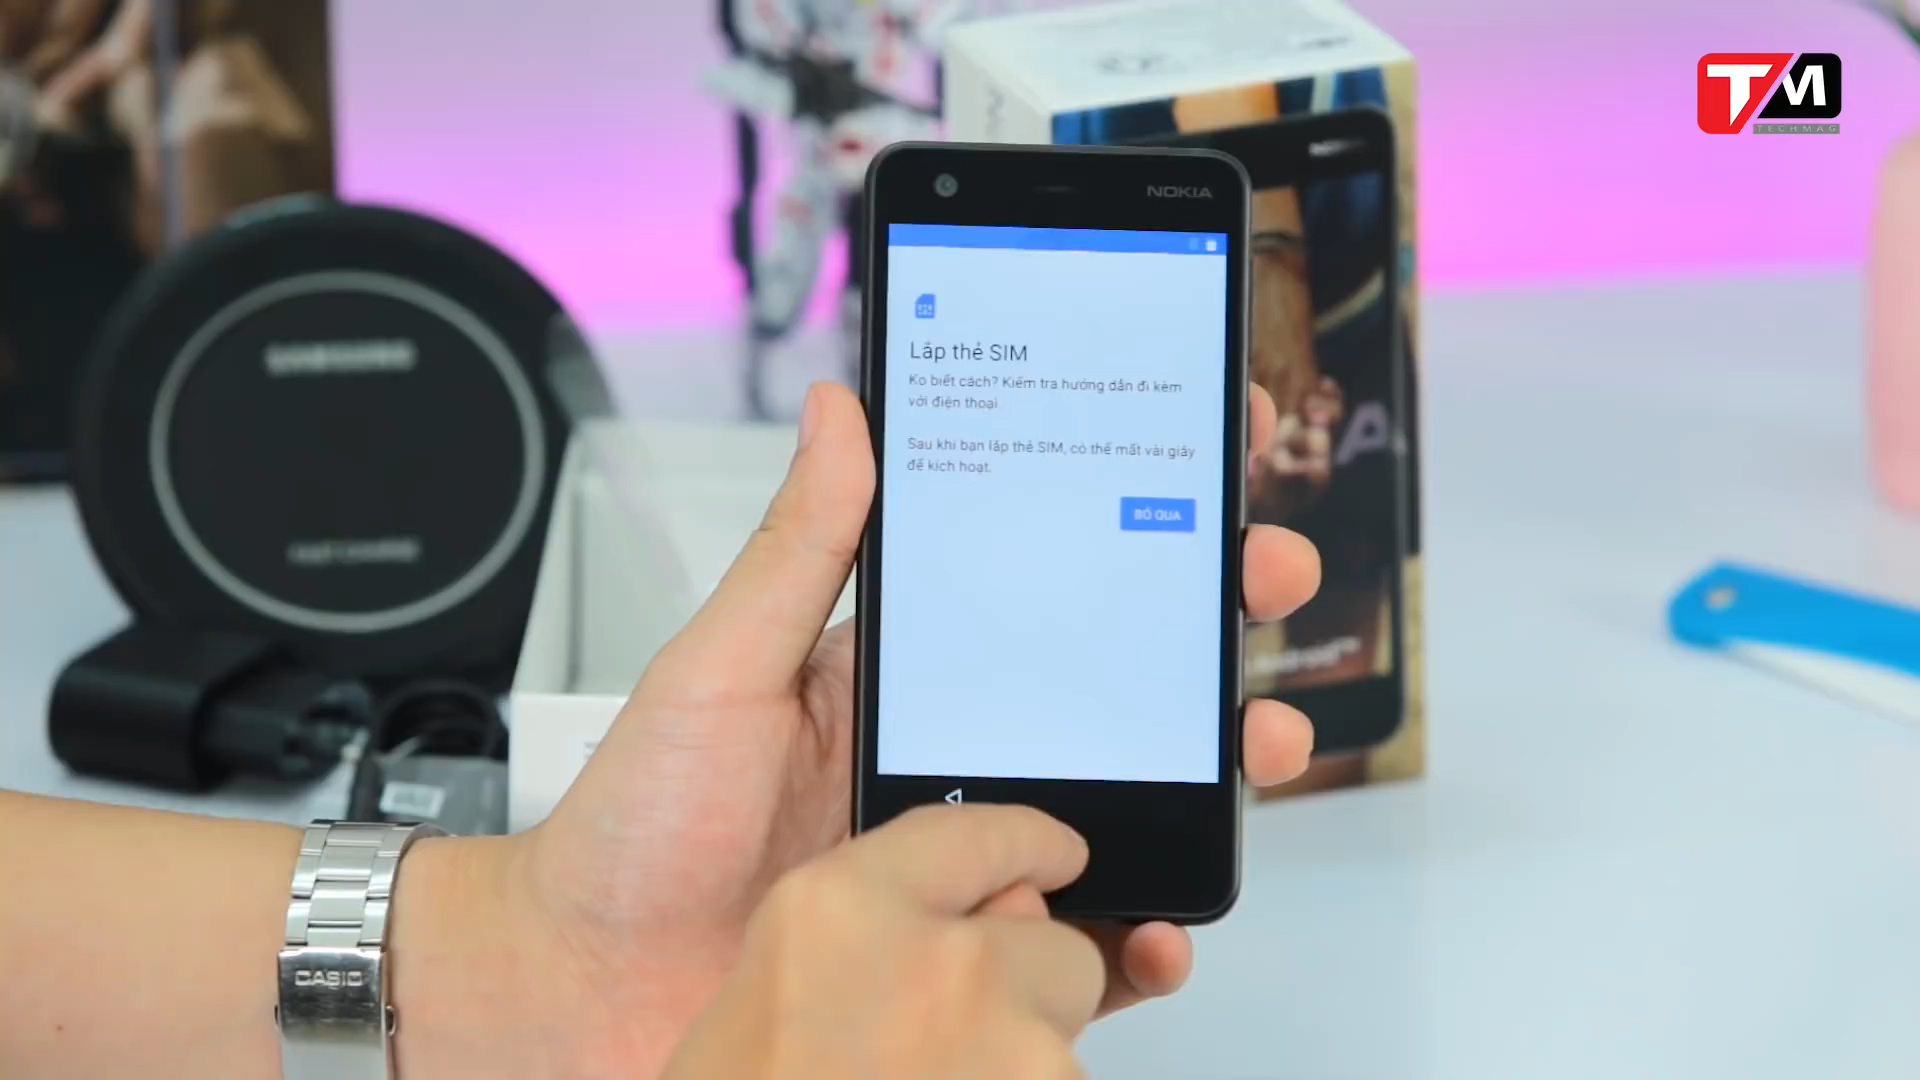 TM
TECHMAG
NOKIA
SAMSUNG
Lắp thẻ SIM
Ko biết cách? Kiểm tra hướng dẫn đi kèm
với điện thoại.
Sau khi bạn lắp thẻ SIM, có thể mất vài giây
để kích hoạt.
BỎ QUA
CASIO